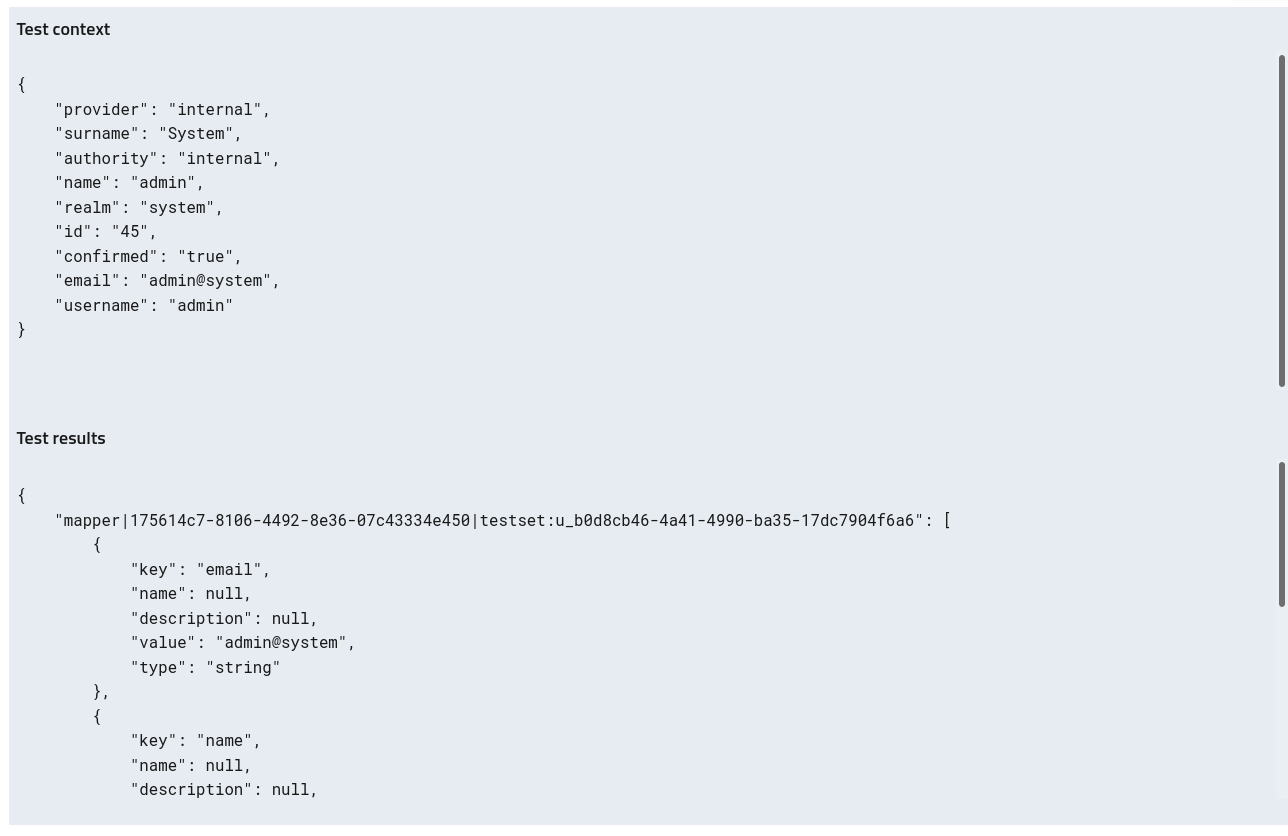 Test context
{
    "provider": "internal",
    "surname": "System",
    "authority": "internal",
    "name": "admin",
    "realm": "system",
    "id": "45",
    "confirmed": "true",
    "email": "admin@system",
    "username": "admin"
}
Test results
{
    "mapper|175614c7-8106-4492-8e36-07c43334e450|testset:u_b0d8cb46-4a41-4990-ba35-17dc7904f6a6": [
        {
            "key": "email",
            "name": null,
            "description": null,
            "value": "admin@system",
            "type": "string"
        },
        {
            "key": "name",
            "name": null,
            "description": null,